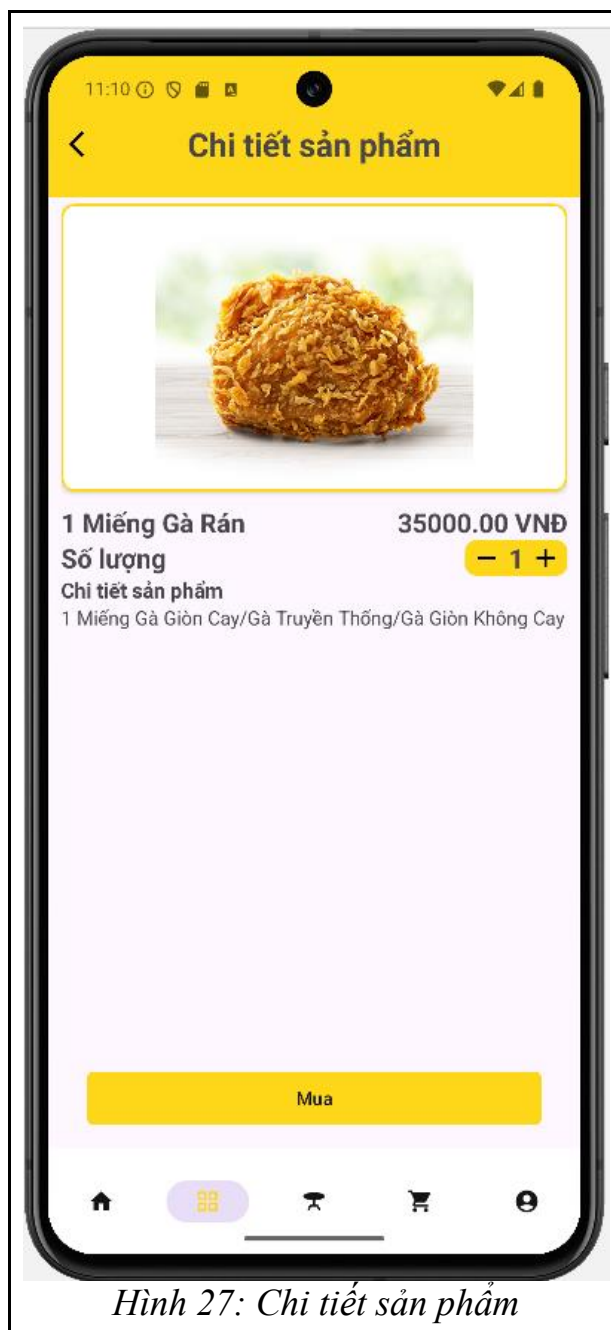 11:10
Chi tiết sản phẩm
1 Miếng Gà Rán 35000.00 VNĐ
Số lượng − 1 +
Chi tiết sản phẩm
1 Miếng Gà Giòn Cay/Gà Truyền Thống/Gà Giòn Không Cay
Mua
Hình 27: Chi tiết sản phẩm